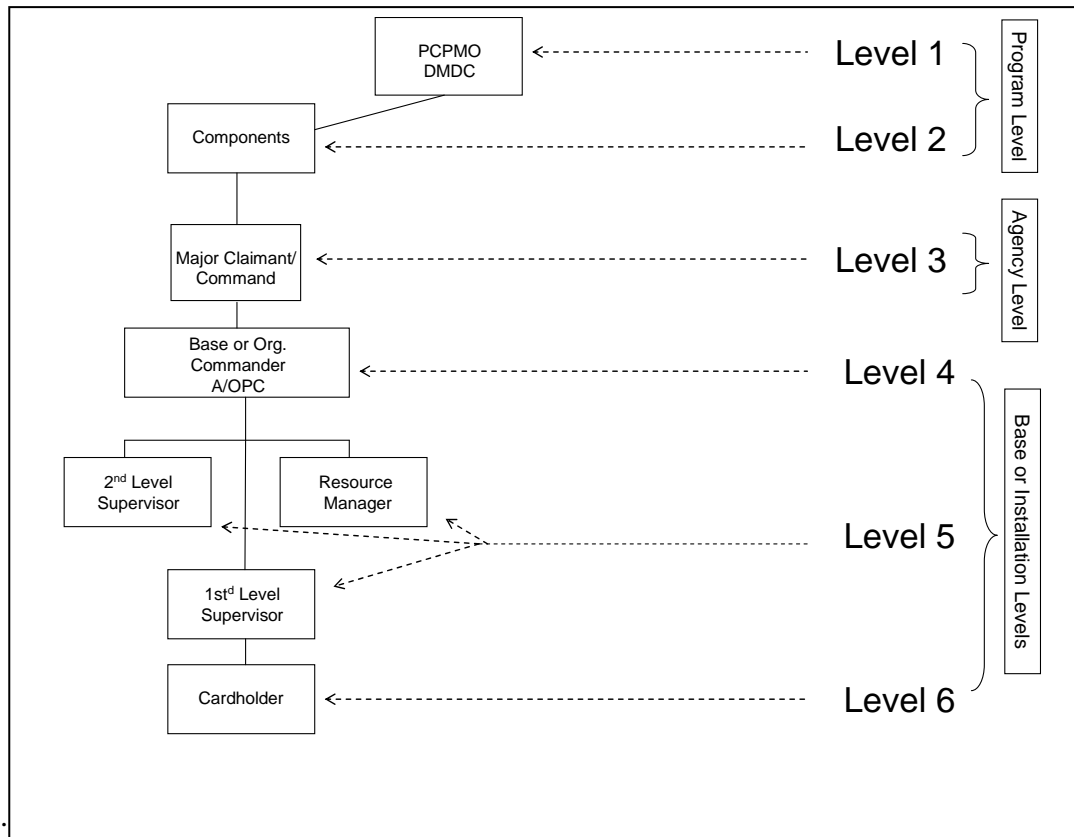 PCPMO
DMDC
Level 1
Program Level
Components
Level 2
Major Claimant/
Command
Level 3
Agency Level
Base or Org.
Commander
A/OPC
Level 4
Base or Installation Levels
2nd Level
Supervisor
Resource
Manager
Level 5
1std Level
Supervisor
Cardholder
Level 6
.